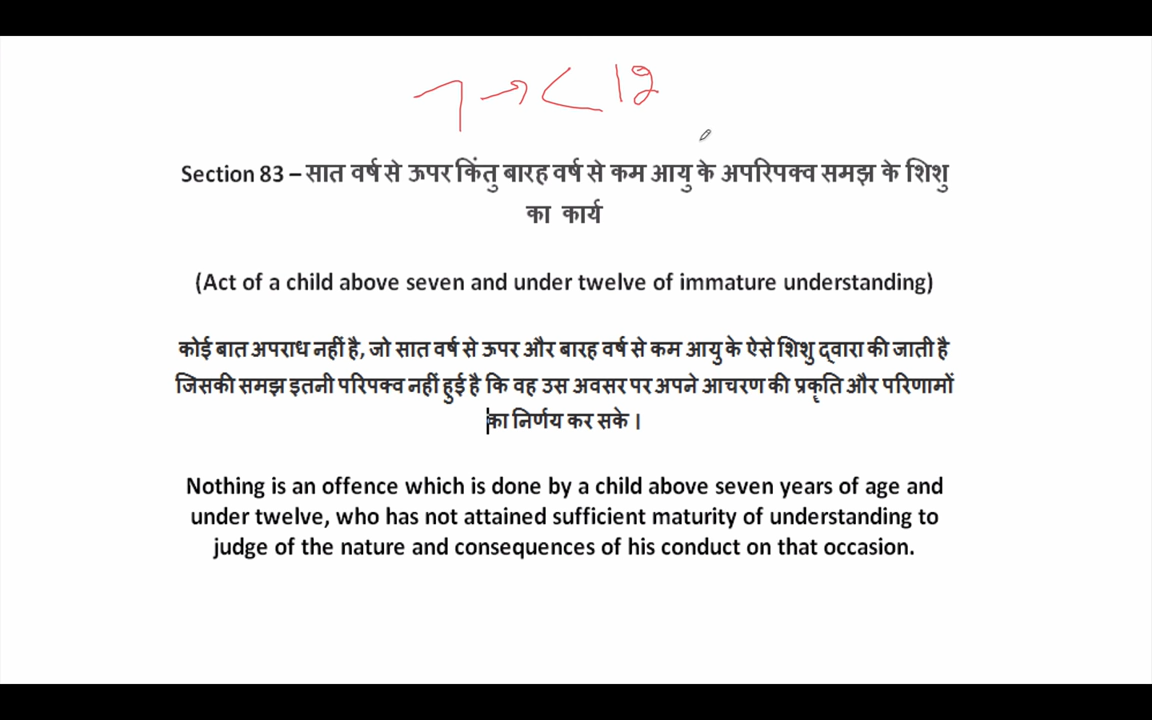 7 → < 12
Section 83 – सात वर्ष से ऊपर किंतु बारह वर्ष से कम आयु के अपरिपक्व समझ के शिशु
का कार्य
(Act of a child above seven and under twelve of immature understanding)
कोई बात अपराध नहीं है, जो सात वर्ष से ऊपर और बारह वर्ष से कम आयु के ऐसे शिशु द्वारा की जाती है
जिसकी समझ इतनी परिपक्व नहीं हुई है कि वह उस अवसर पर अपने आचरण की प्रकृति और परिणामों
का निर्णय कर सके ।
Nothing is an offence which is done by a child above seven years of age and
under twelve, who has not attained sufficient maturity of understanding to
judge of the nature and consequences of his conduct on that occasion.